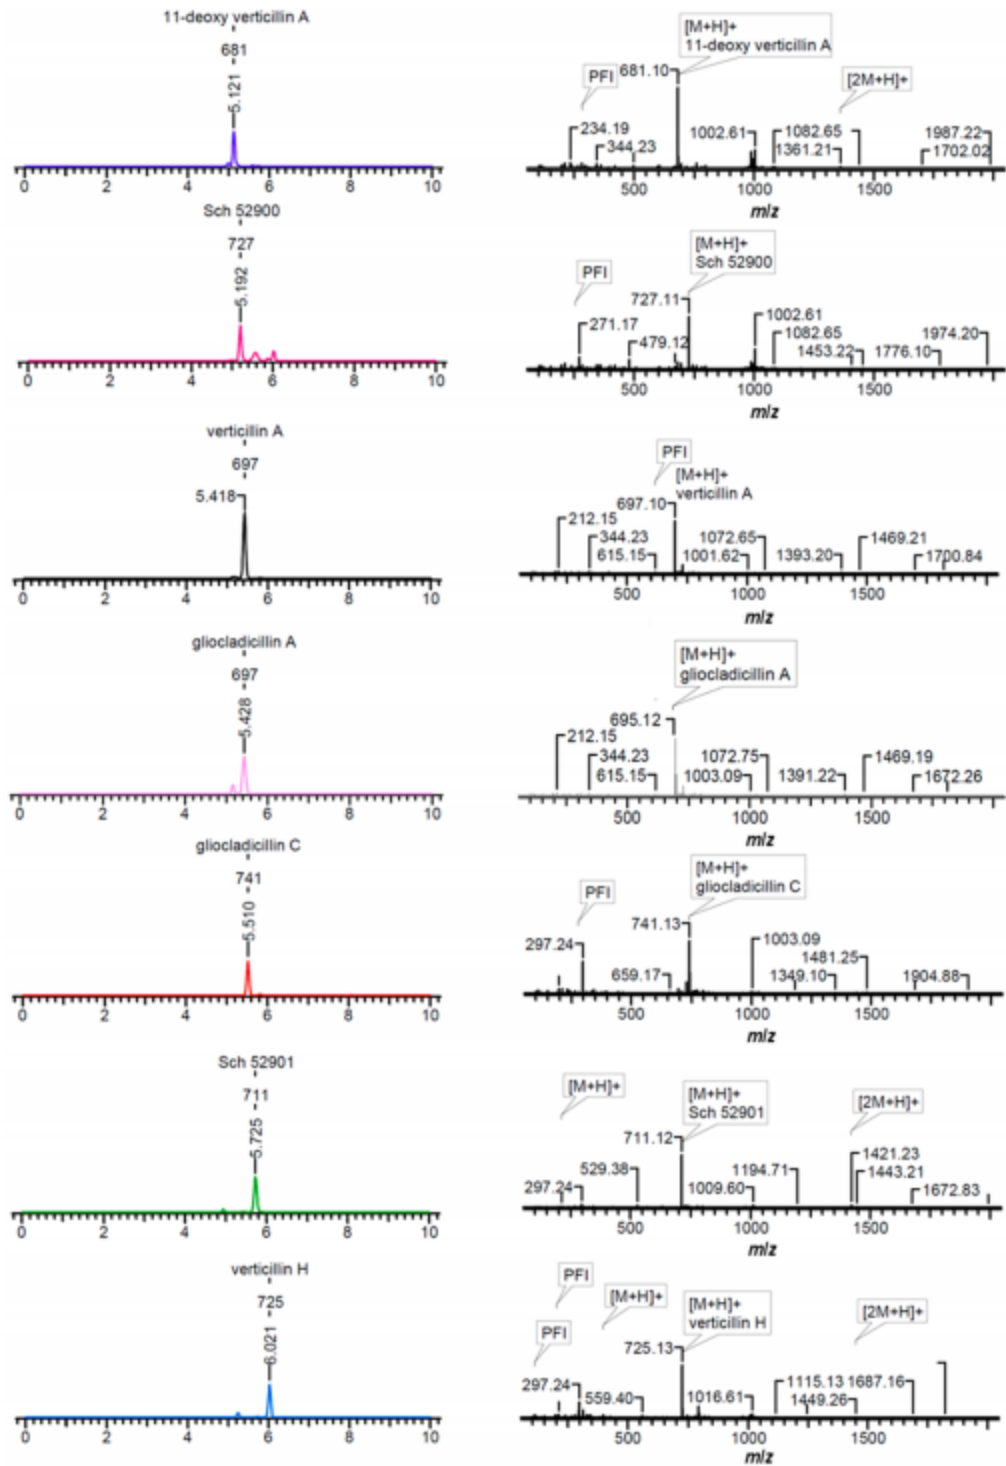 11-deoxy verticillin A
681
5.121
0 2 4 6 8 10
[M+H]+
11-deoxy verticillin A
PFI
681.10
[2M+H]+
234.19
344.23
1002.61
1082.65
1361.21
1987.22
1702.02
500 1000 1500
m/z
Sch 52900
727
5.192
0 2 4 6 8 10
[M+H]+
Sch 52900
PFI
727.11
271.17
479.12
1002.61
1082.65
1453.22
1776.10
1974.20
500 1000 1500
m/z
verticillin A
697
5.418
0 2 4 6 8 10
PFI
[M+H]+
verticillin A
697.10
212.15
344.23
615.15
1072.65
1001.62
1393.20
1469.21
1700.84
500 1000 1500
m/z
gliocladicillin A
697
5.428
0 2 4 6 8 10
[M+H]+
gliocladicillin A
695.12
212.15
344.23
615.15
1072.75
1003.09
1391.22
1469.19
1672.26
500 1000 1500
m/z
gliocladicillin C
741
5.510
0 2 4 6 8 10
[M+H]+
gliocladicillin C
PFI
741.13
297.24
659.17
1003.09
1481.25
1349.10
1904.88
500 1000 1500
m/z
Sch 52901
711
5.725
0 2 4 6 8 10
[M+H]+
[M+H]+
Sch 52901
[2M+H]+
711.12
529.38
297.24
1194.71
1009.60
1421.23
1443.21
1672.83
500 1000 1500
m/z
verticillin H
725
6.021
0 2 4 6 8 10
PFI
[M+H]+
[M+H]+
verticillin H
[2M+H]+
PFI
725.13
297.24
559.40
1016.61
1115.13
1687.16
1449.26
500 1000 1500
m/z